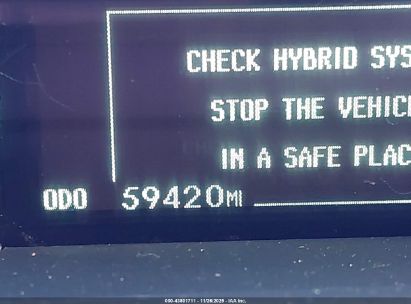 CHECK HYBRID SYS
STOP THE VEHIC
IN A SAFE PLAC
ODO 59420MI